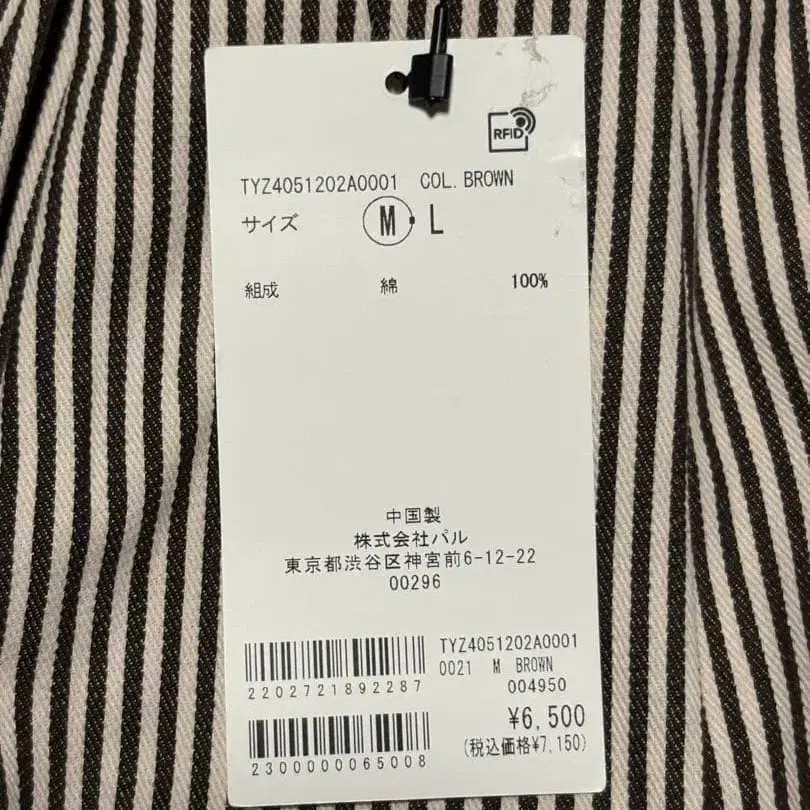 RFID
TYZ4051202A0001 COL. BROWN
サイズ M・L
組成 綿 100%
中国製
株式会社パル
東京都渋谷区神宮前6-12-22
00296
TYZ4051202A0001
0021 M BROWN
2202721892287
004950
¥6,500
(税込価格¥7,150)
2300000065008